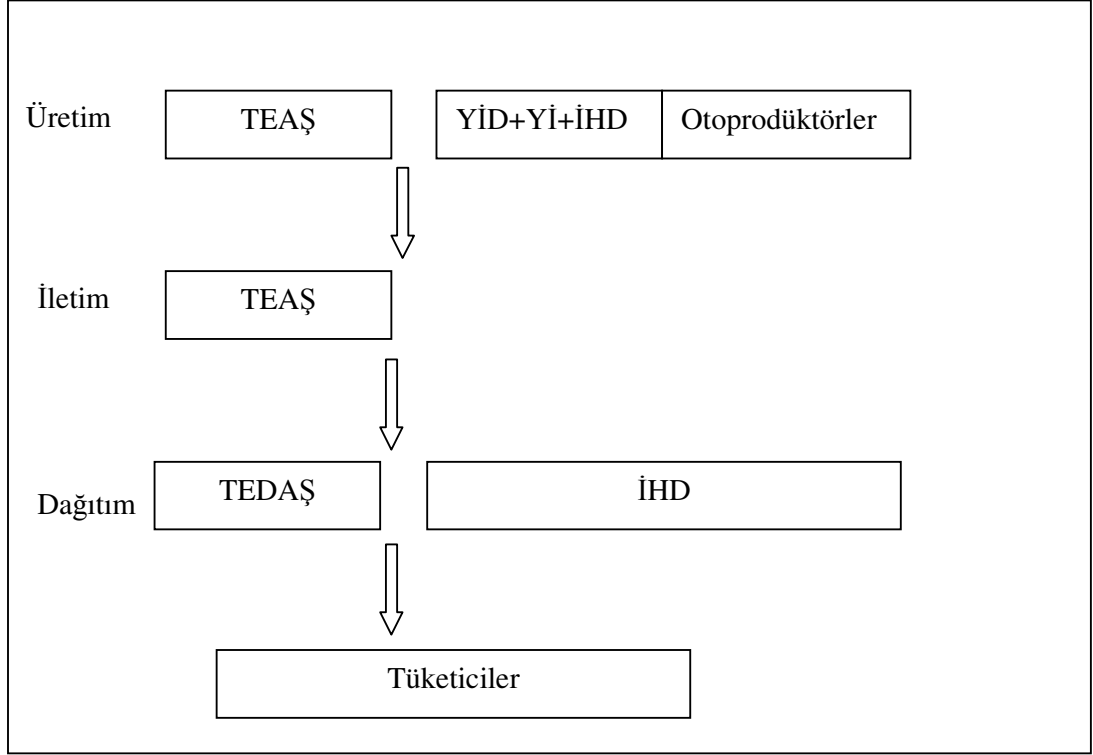 Üretim TEAŞ YİD+Yİ+İHD Otoprodüktörler
İletim TEAŞ
Dağıtım TEDAŞ İHD
Tüketiciler